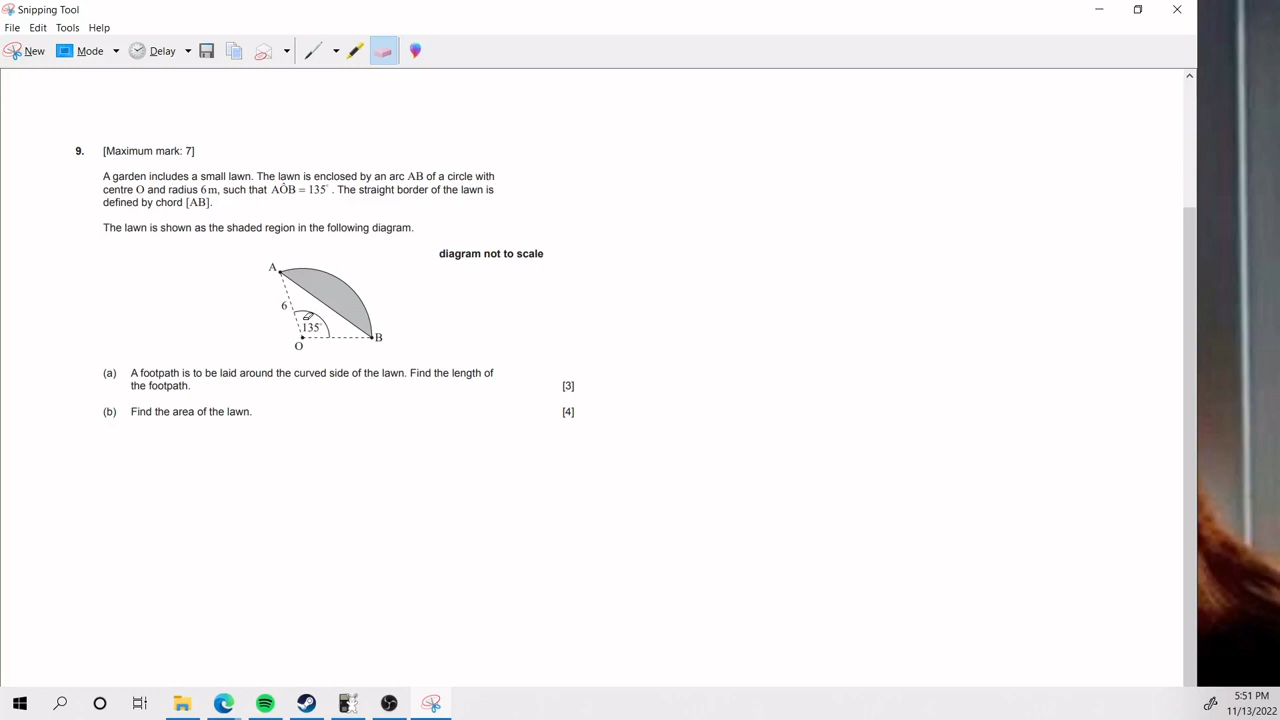 Snipping Tool
File Edit Tools Help
New Mode Delay
9. [Maximum mark: 7]
A garden includes a small lawn. The lawn is enclosed by an arc AB of a circle with
centre O and radius 6 m, such that AÔB = 135° . The straight border of the lawn is
defined by chord [AB].
The lawn is shown as the shaded region in the following diagram.
diagram not to scale
A
6
135°
B
O
(a) A footpath is to be laid around the curved side of the lawn. Find the length of
the footpath. [3]
(b) Find the area of the lawn. [4]
5:51 PM
11/13/2022